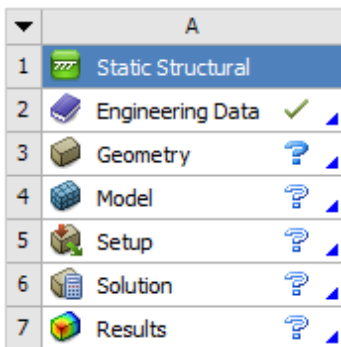 A
1 Static Structural
2 Engineering Data
3 Geometry ?
4 Model ?
5 Setup ?
6 Solution ?
7 Results ?